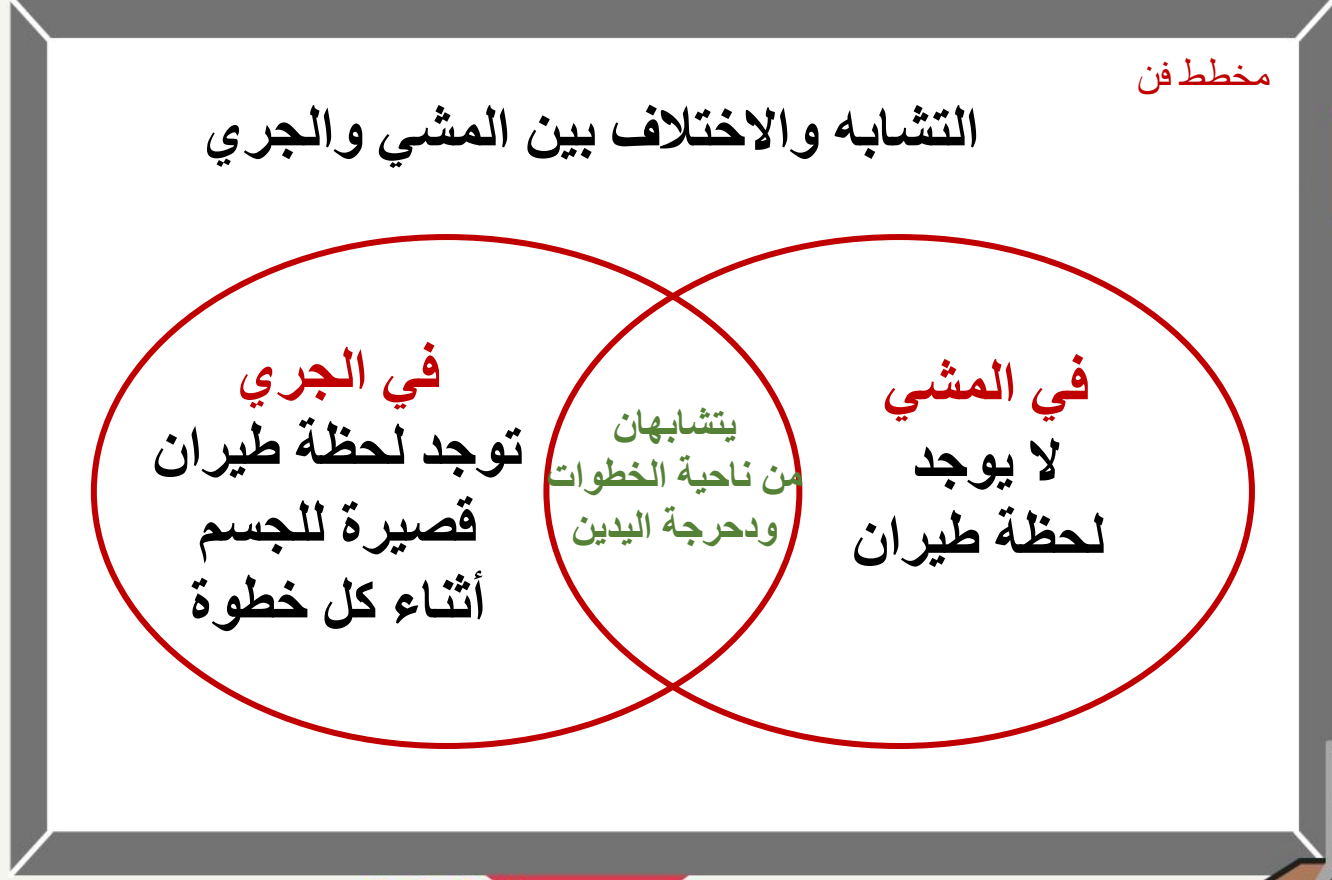 مخطط فن
التشابه والاختلاف بين المشي والجري
في المشي
لا يوجد
لحظة طيران
يتشابهان
من ناحية الخطوات
ودحرجة اليدين
في الجري
توجد لحظة طيران
قصيرة للجسم
أثناء كل خطوة